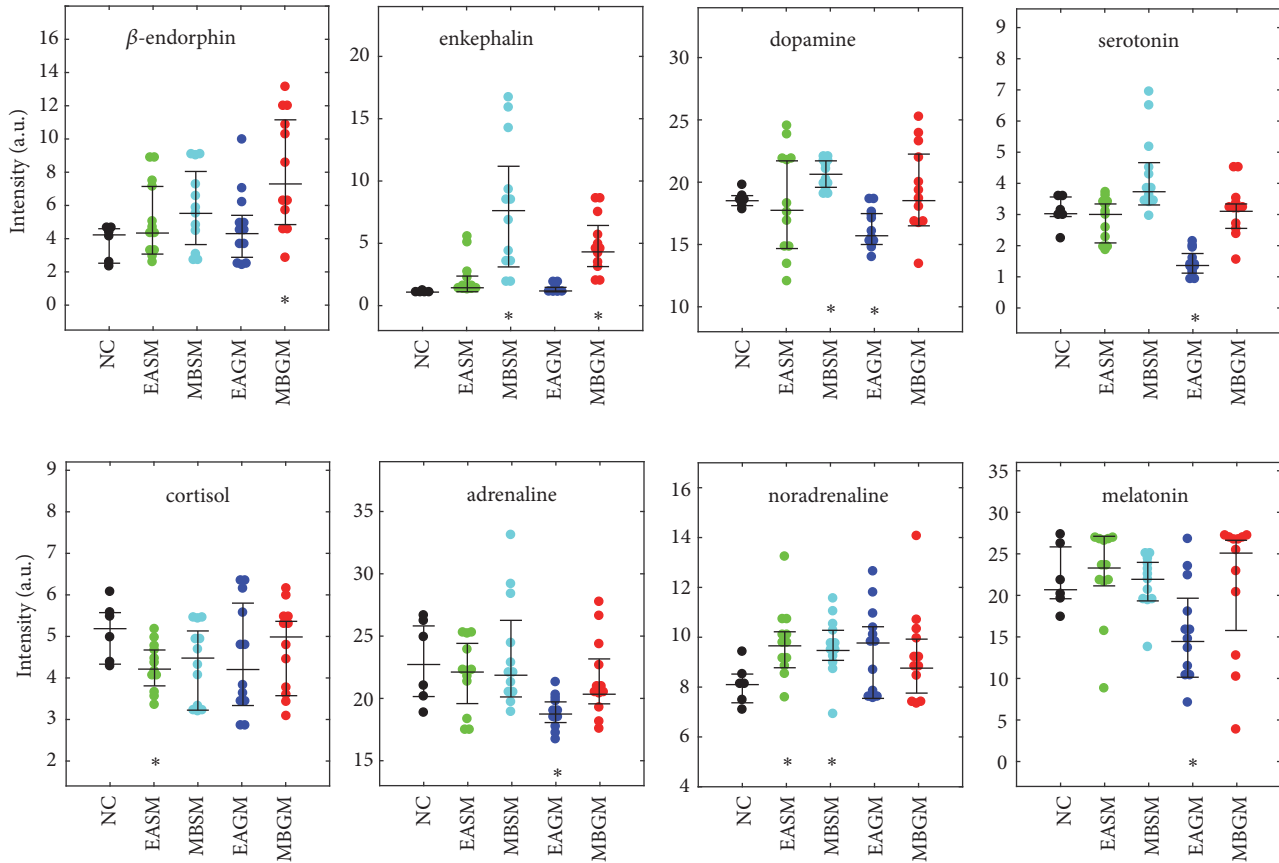 β-endorphin
Intensity (a.u.)
16
14
12
10
8
6
4
2
0
*
NC
EASM
MBSM
EAGM
MBGM
enkephalin
20
15
10
5
0
*
*
NC
EASM
MBSM
EAGM
MBGM
dopamine
30
25
20
15
10
*
*
NC
EASM
MBSM
EAGM
MBGM
serotonin
9
8
7
6
5
4
3
2
1
0
*
NC
EASM
MBSM
EAGM
MBGM
cortisol
Intensity (a.u.)
9
8
7
6
5
4
3
2
*
NC
EASM
MBSM
EAGM
MBGM
adrenaline
35
30
25
20
15
*
NC
EASM
MBSM
EAGM
MBGM
noradrenaline
16
14
12
10
8
6
4
*
*
NC
EASM
MBSM
EAGM
MBGM
melatonin
35
30
25
20
15
10
0
*
NC
EASM
MBSM
EAGM
MBGM